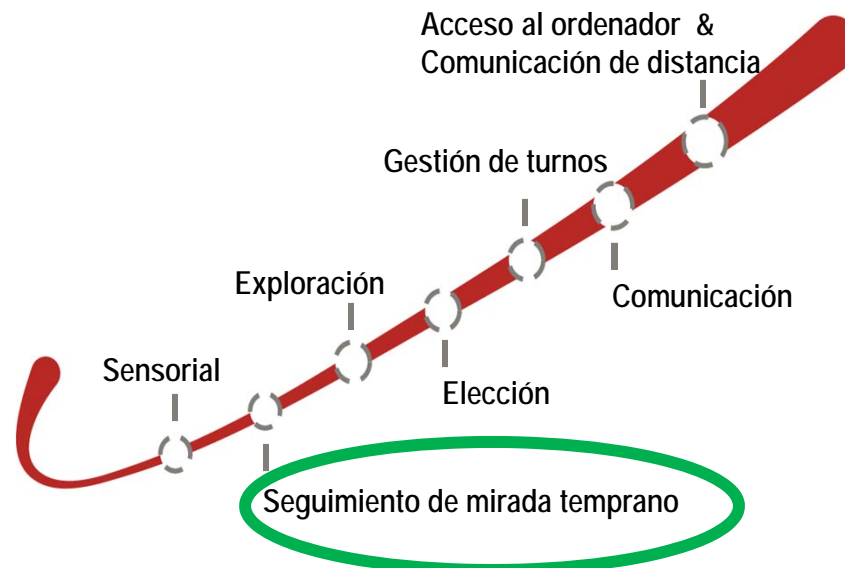 Acceso al ordenador &
Comunicación de distancia
Gestión de turnos
Exploración
Comunicación
Sensorial
Elección
Seguimiento de mirada temprano